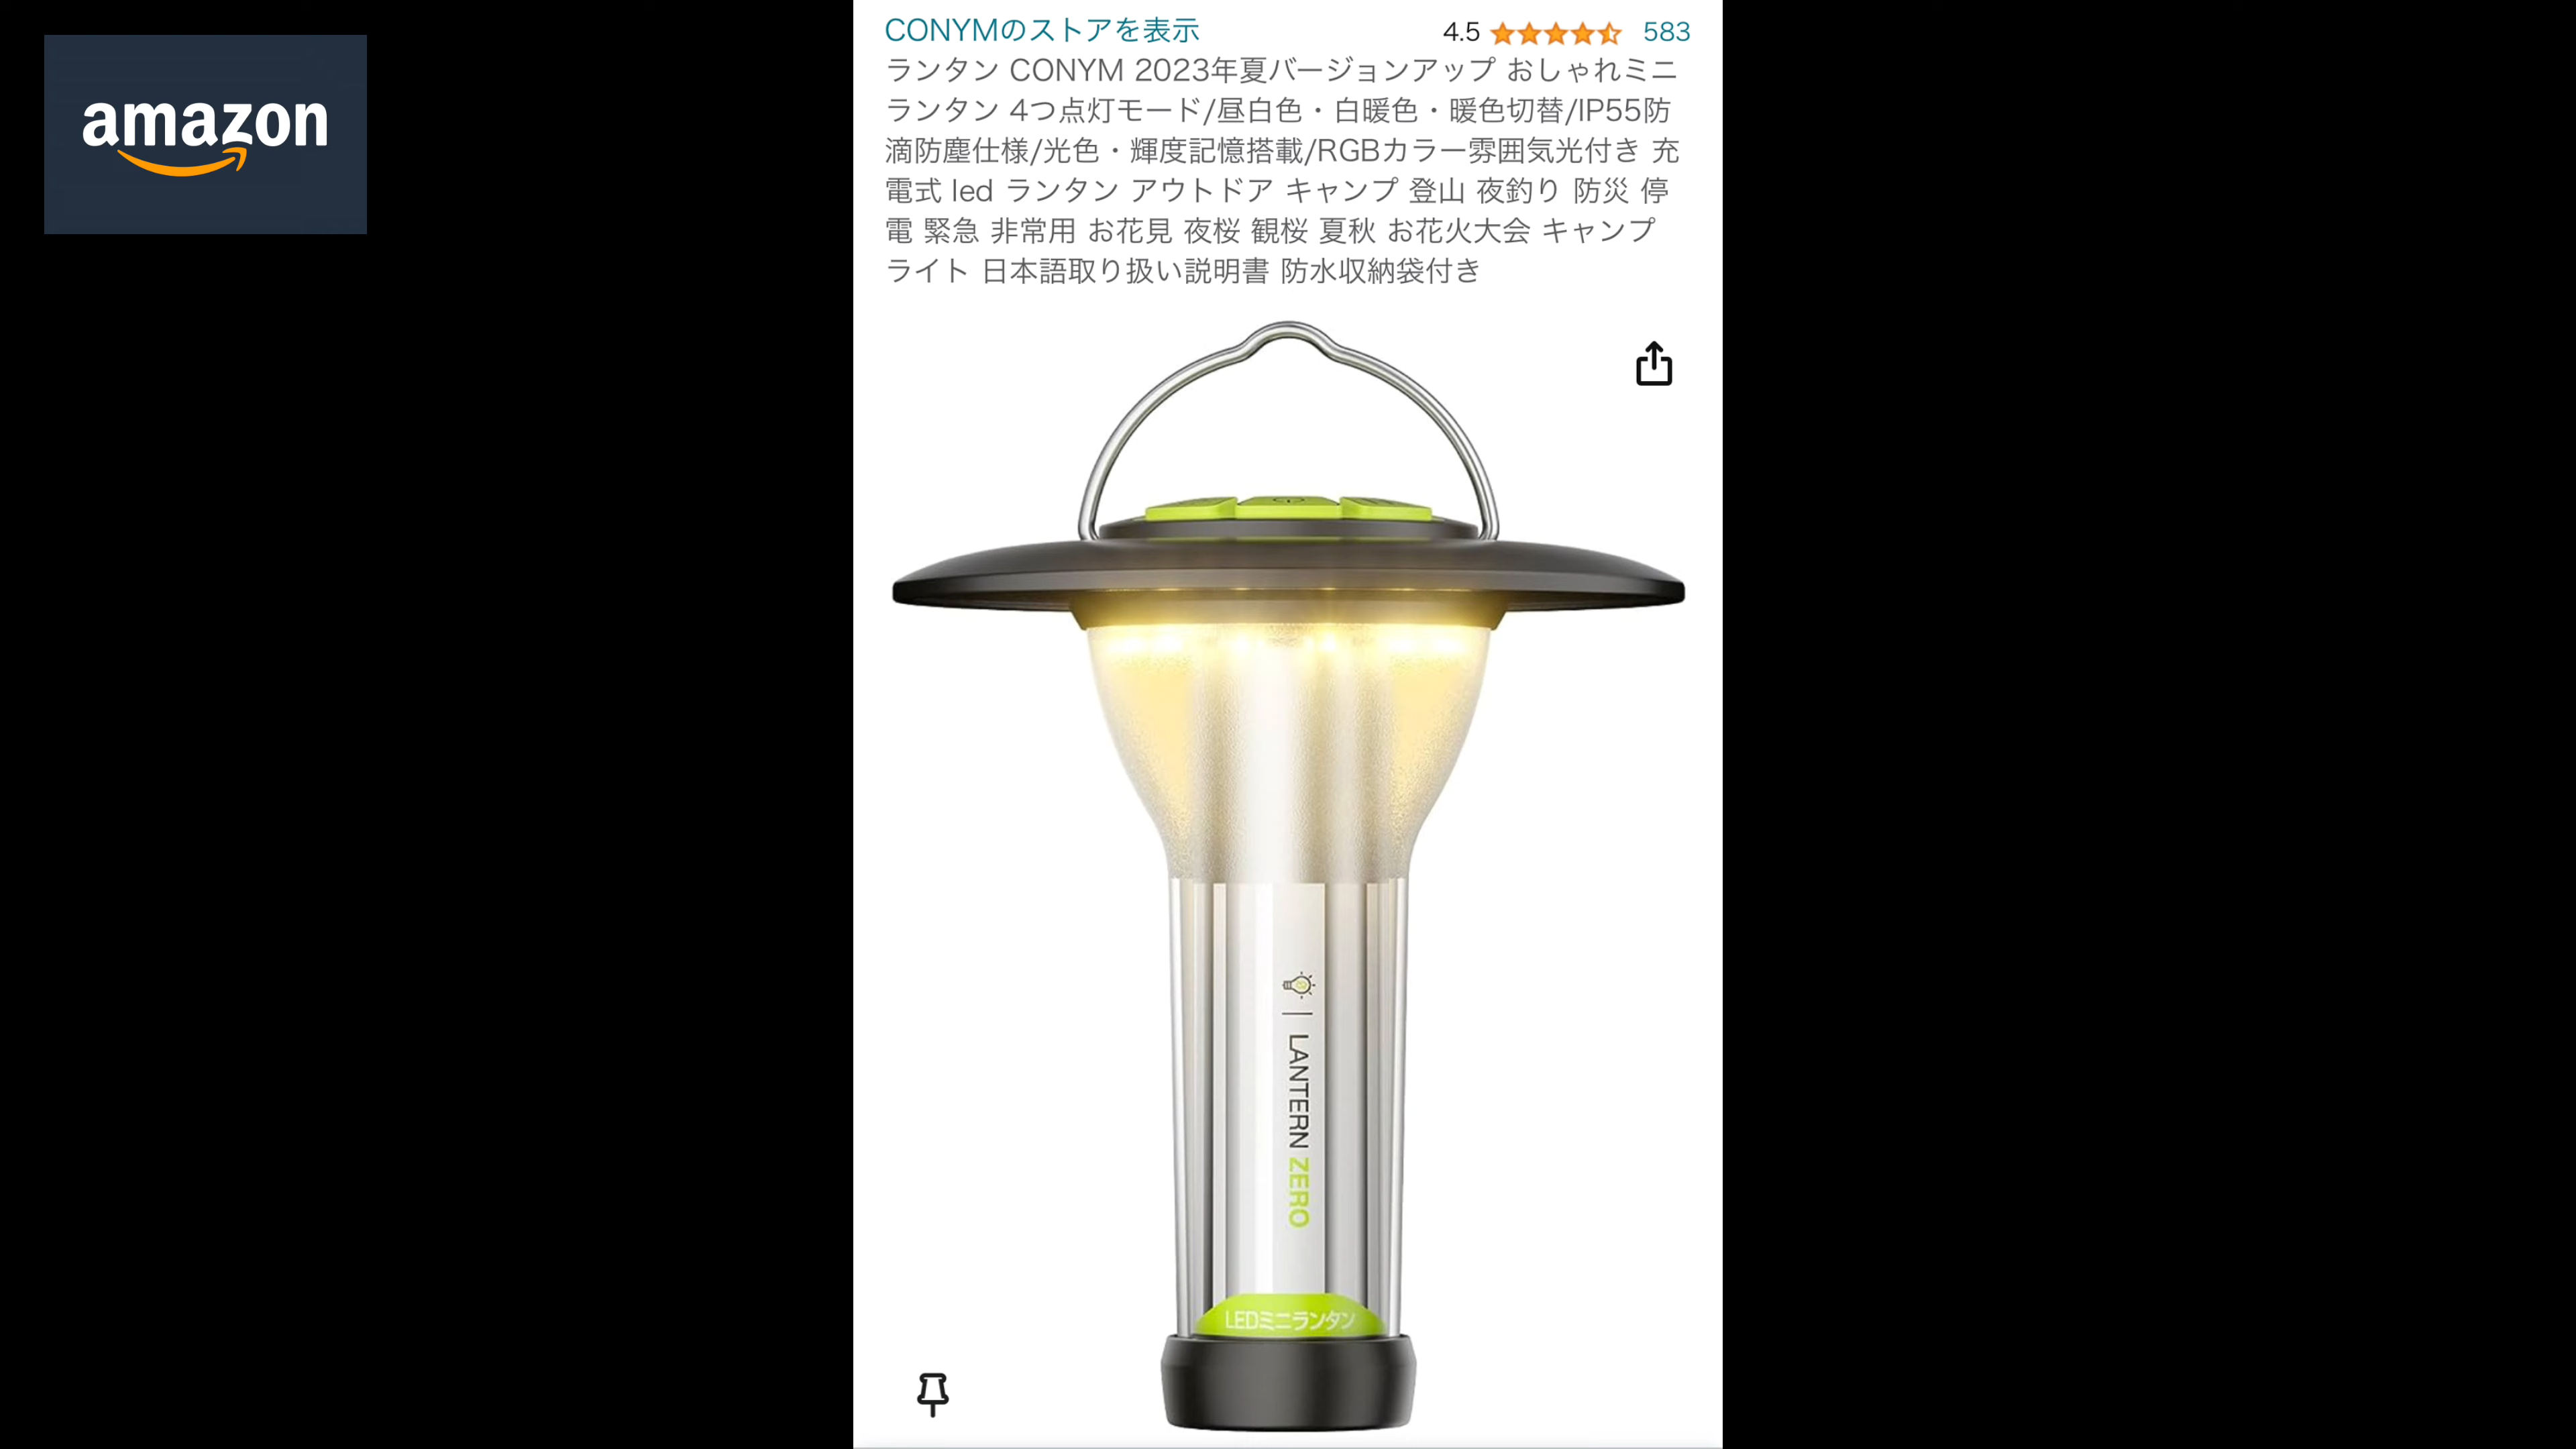 amazon
CONYMのストアを表示 4.5 583
ランタン CONYM 2023年夏バージョンアップ おしゃれミニ
ランタン 4つ点灯モード/昼白色・白暖色・暖色切替/IP55防
滴防塵仕様/光色・輝度記憶搭載/RGBカラー雰囲気光付き 充
電式 led ランタン アウトドア キャンプ 登山 夜釣り 防災 停
電 緊急 非常用 お花見 夜桜 観桜 夏秋 お花火大会 キャンプ
ライト 日本語取り扱い説明書 防水収納袋付き
LANTERN ZERO
LEDミニランタン